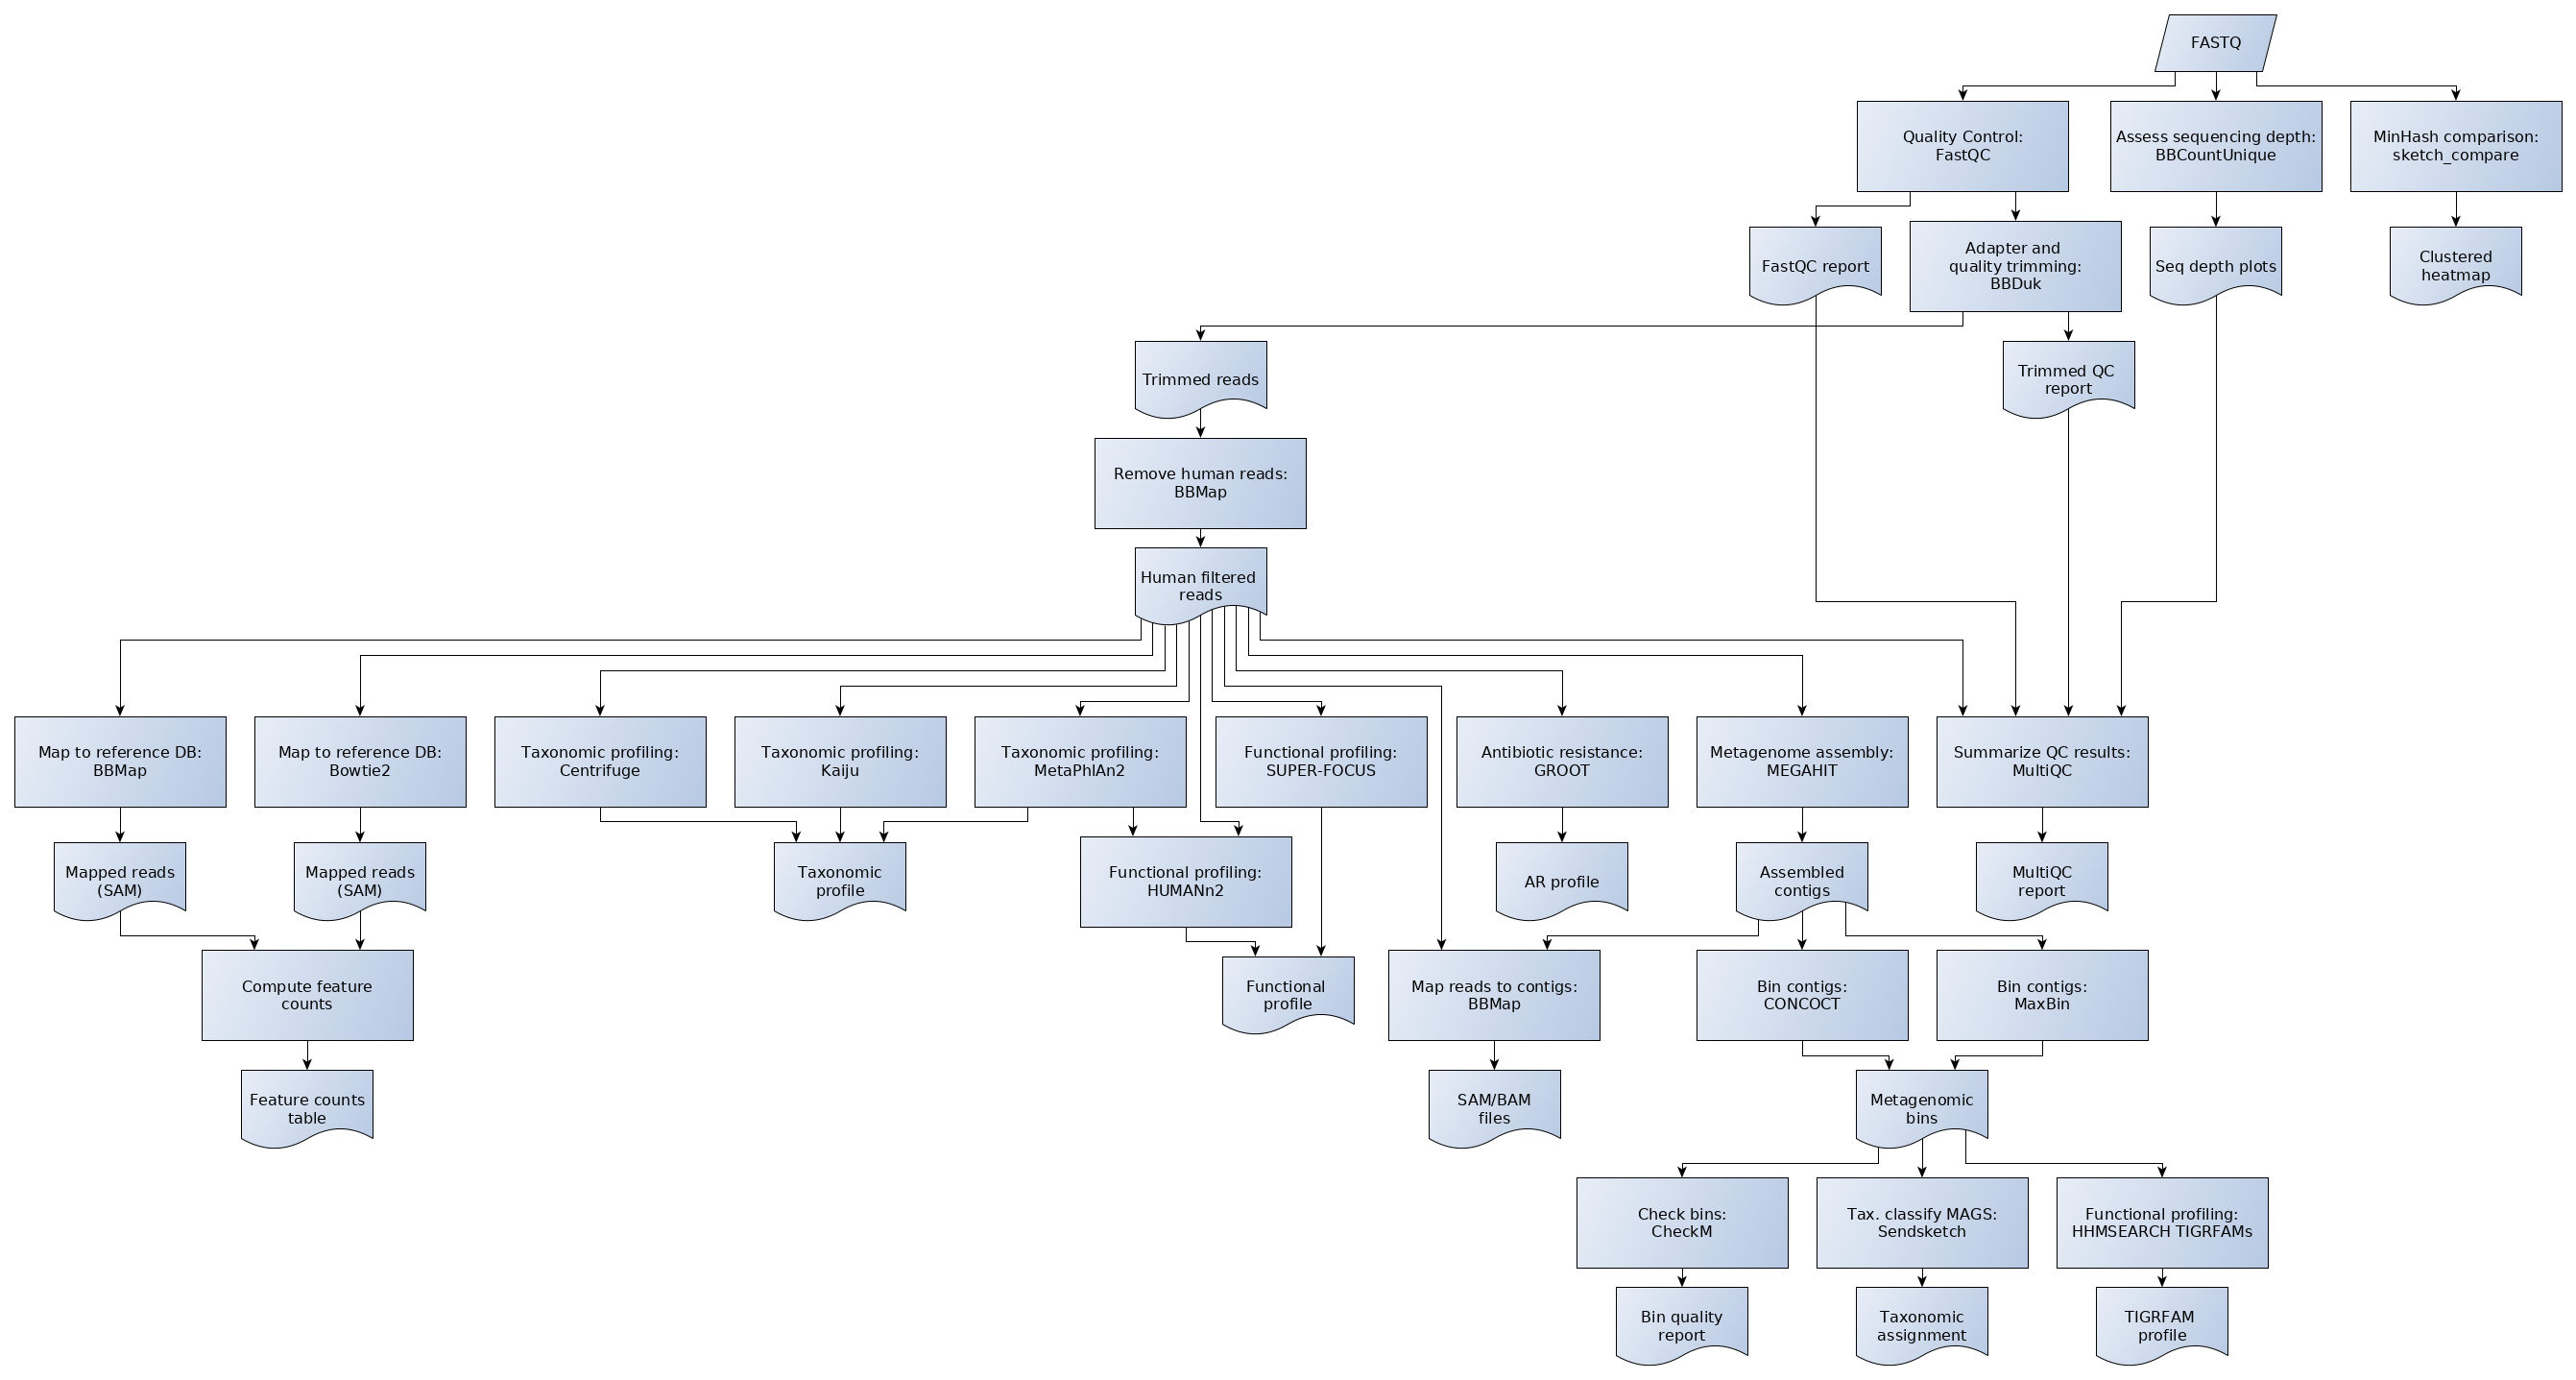 FASTQ
Quality Control:
FastQC
Assess sequencing depth:
BBCountUnique
MinHash comparison:
sketch_compare
FastQC report
Adapter and
quality trimming:
BBDuk
Seq depth plots
Clustered
heatmap
Trimmed reads
Trimmed QC
report
Remove human reads:
BBMap
Human filtered
reads
Map to reference DB:
BBMap
Map to reference DB:
Bowtie2
Taxonomic profiling:
Centrifuge
Taxonomic profiling:
Kaiju
Taxonomic profiling:
MetaPhlAn2
Functional profiling:
SUPER-FOCUS
Antibiotic resistance:
GROOT
Metagenome assembly:
MEGAHIT
Summarize QC results:
MultiQC
Mapped reads
(SAM)
Mapped reads
(SAM)
Taxonomic
profile
Functional profiling:
HUMANn2
AR profile
Assembled
contigs
MultiQC
report
Compute feature
counts
Functional
profile
Map reads to contigs:
BBMap
Bin contigs:
CONCOCT
Bin contigs:
MaxBin
Feature counts
table
SAM/BAM
files
Metagenomic
bins
Check bins:
CheckM
Tax. classify MAGS:
Sendsketch
Functional profiling:
HHMSEARCH TIGRFAMs
Bin quality
report
Taxonomic
assignment
TIGRFAM
profile